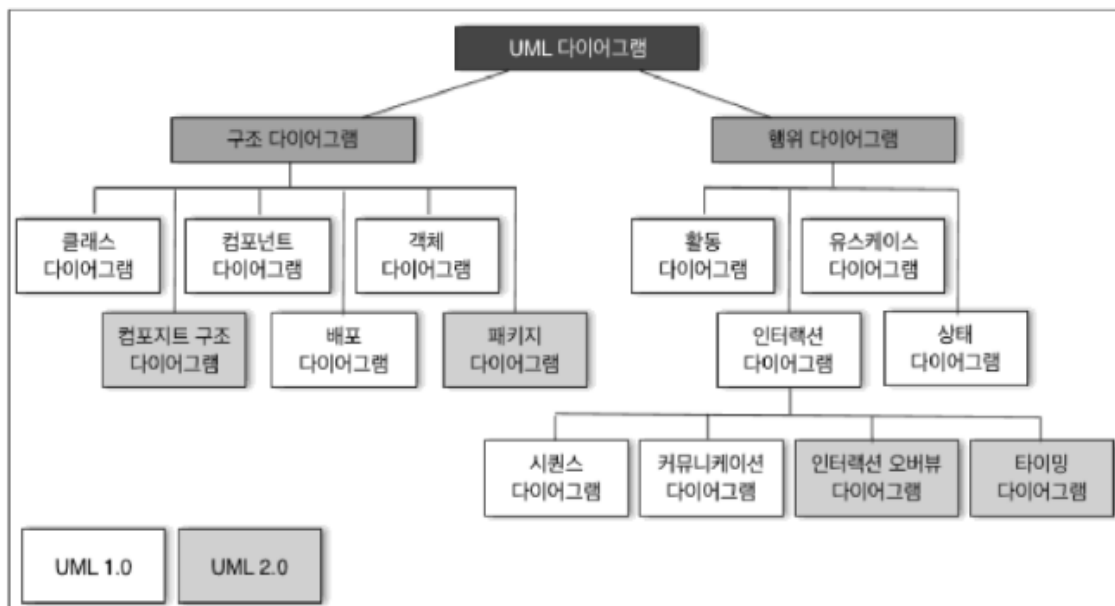 UML 다이어그램
구조 다이어그램
행위 다이어그램
클래스
다이어그램
컴포넌트
다이어그램
객체
다이어그램
활동
다이어그램
유스케이스
다이어그램
컴포지트 구조
다이어그램
배포
다이어그램
패키지
다이어그램
인터랙션
다이어그램
상태
다이어그램
시퀀스
다이어그램
커뮤니케이션
다이어그램
인터랙션 오버뷰
다이어그램
타이밍
다이어그램
UML 1.0
UML 2.0